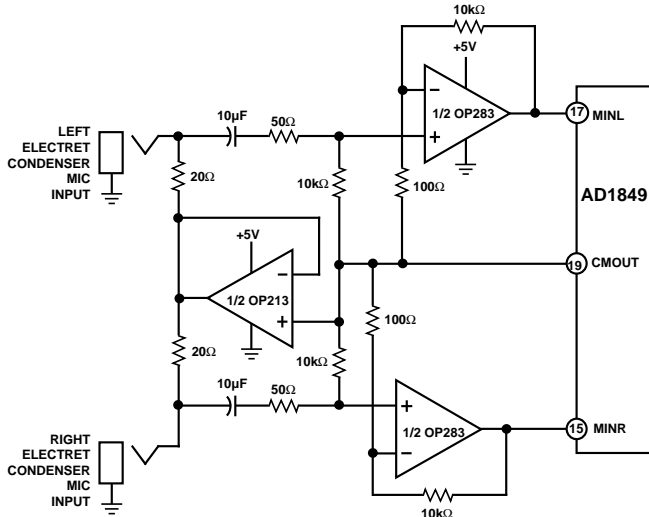 10kΩ
+5V
−
1/2 OP283
+
17 MINL
10µF
50Ω
LEFT
ELECTRET
CONDENSER
MIC
INPUT
20Ω
10kΩ
100Ω
AD1849
+5V
−
1/2 OP213
+
19 CMOUT
100Ω
20Ω
10kΩ
10µF
50Ω
+
1/2 OP283
−
15 MINR
RIGHT
ELECTRET
CONDENSER
MIC
INPUT
10kΩ